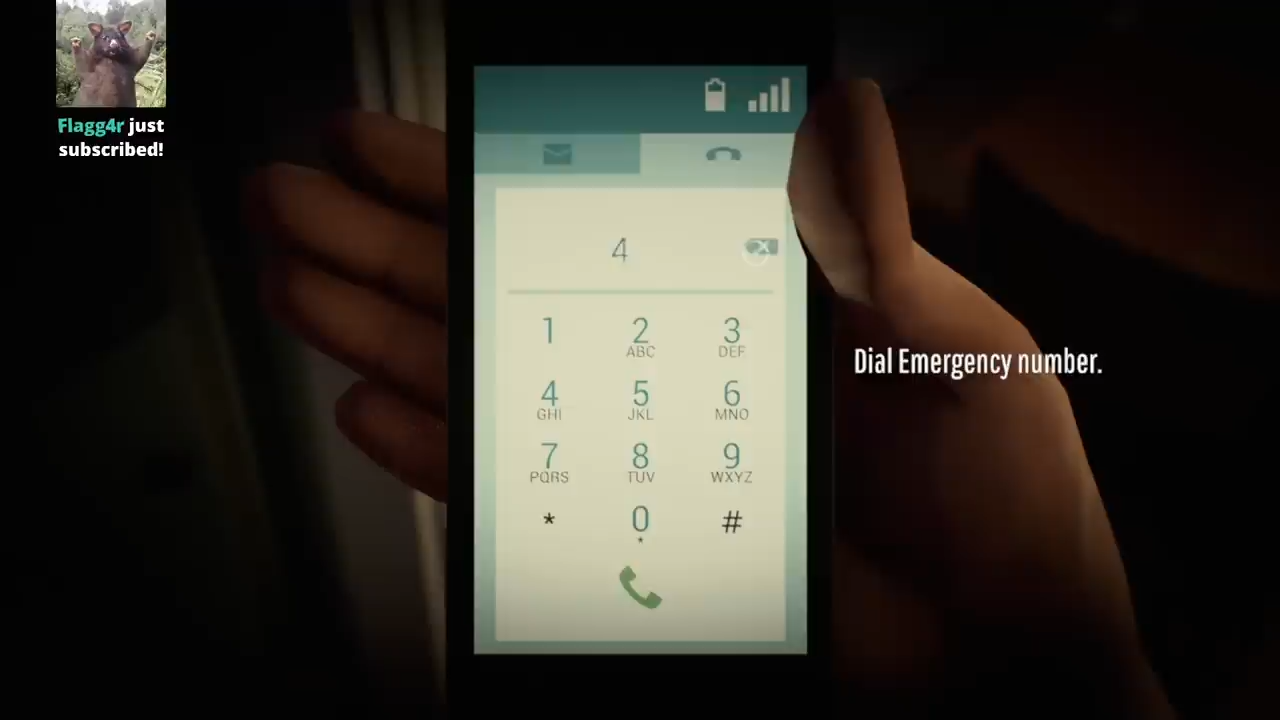 Flagg4r just
subscribed!
4
1
2
ABC
3
DEF
Dial Emergency number.
4
GHI
5
JKL
6
MNO
7
PQRS
8
TUV
9
WXYZ
*
0
*
#